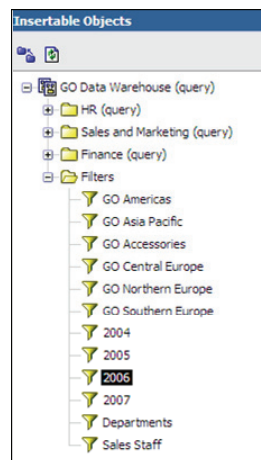 Insertable Objects
GO Data Warehouse (query)
HR (query)
Sales and Marketing (query)
Finance (query)
Filters
GO Americas
GO Asia Pacific
GO Accessories
GO Central Europe
GO Northern Europe
GO Southern Europe
2004
2005
2006
2007
Departments
Sales Staff